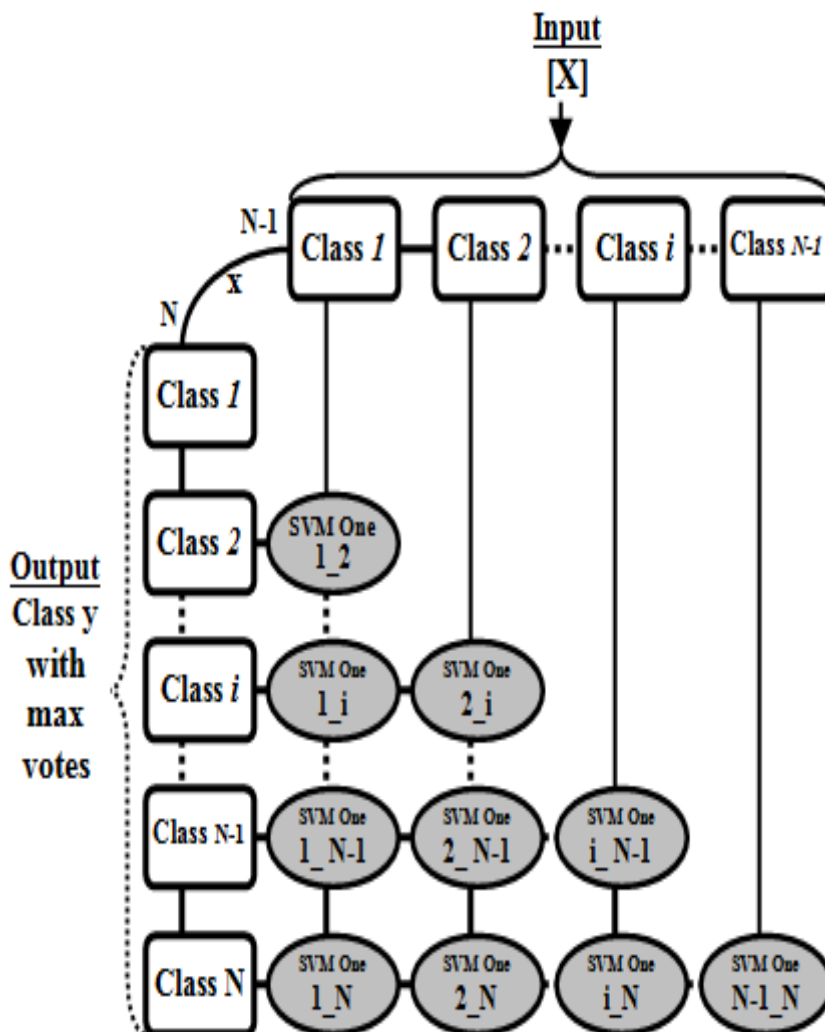 Input
[X]
N-1
Class 1
Class 2
Class i
Class N-1
x
N
Class 1
Class 2
SVM One
1_2
Output
Class y
with
max
votes
Class i
SVM One
1_i
SVM One
2_i
Class N-1
SVM One
1_ N-1
SVM One
2_N-1
SVM One
i_N-1
Class N
SVM One
1_N
SVM One
2_N
SVM One
i_N
SVM One
N-1_N